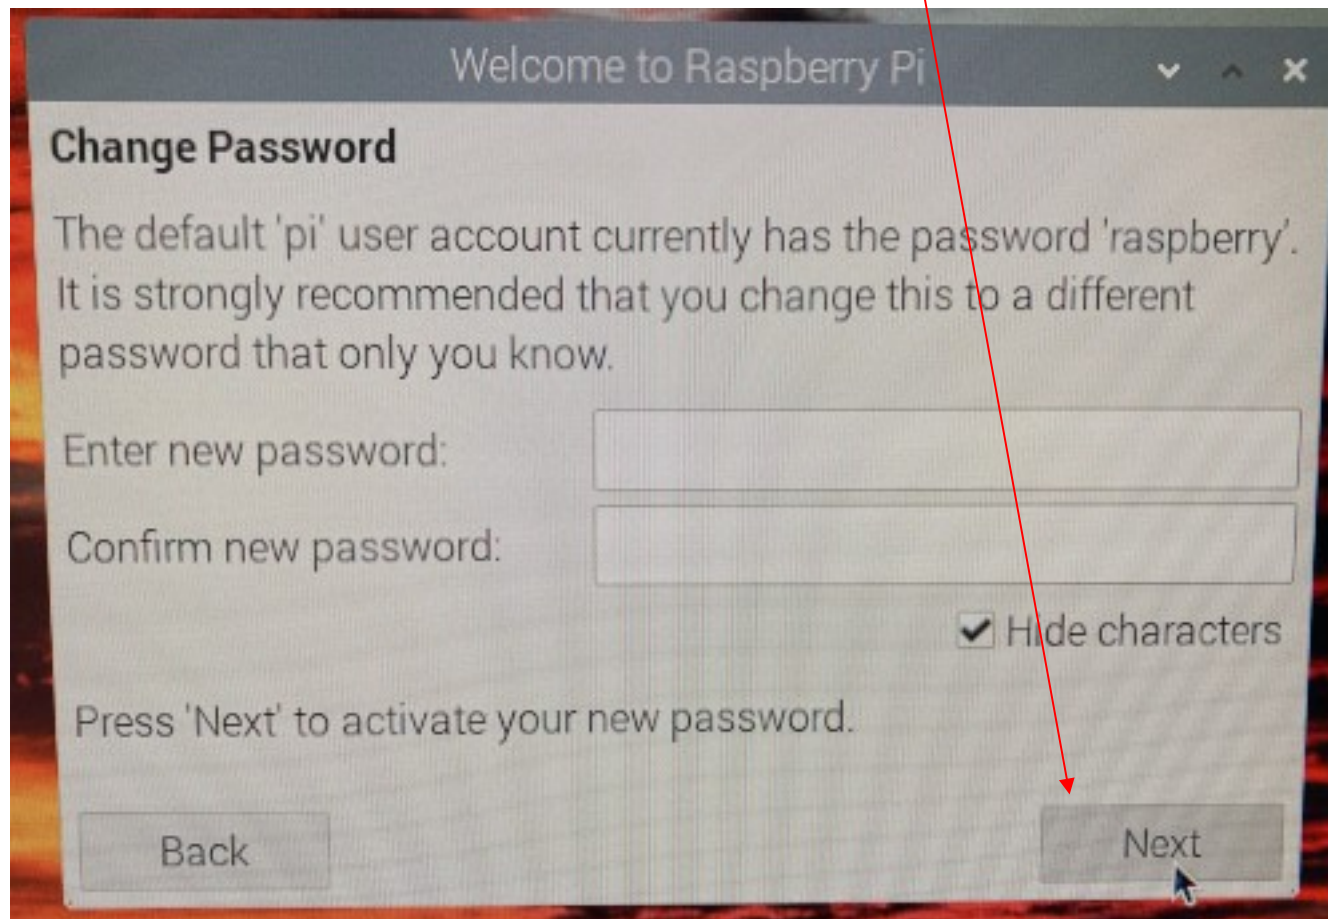 Welcome to Raspberry Pi
Change Password
The default 'pi' user account currently has the password 'raspberry'.
It is strongly recommended that you change this to a different
password that only you know.
Enter new password:
Confirm new password:
Hide characters
Press 'Next' to activate your new password.
Back
Next